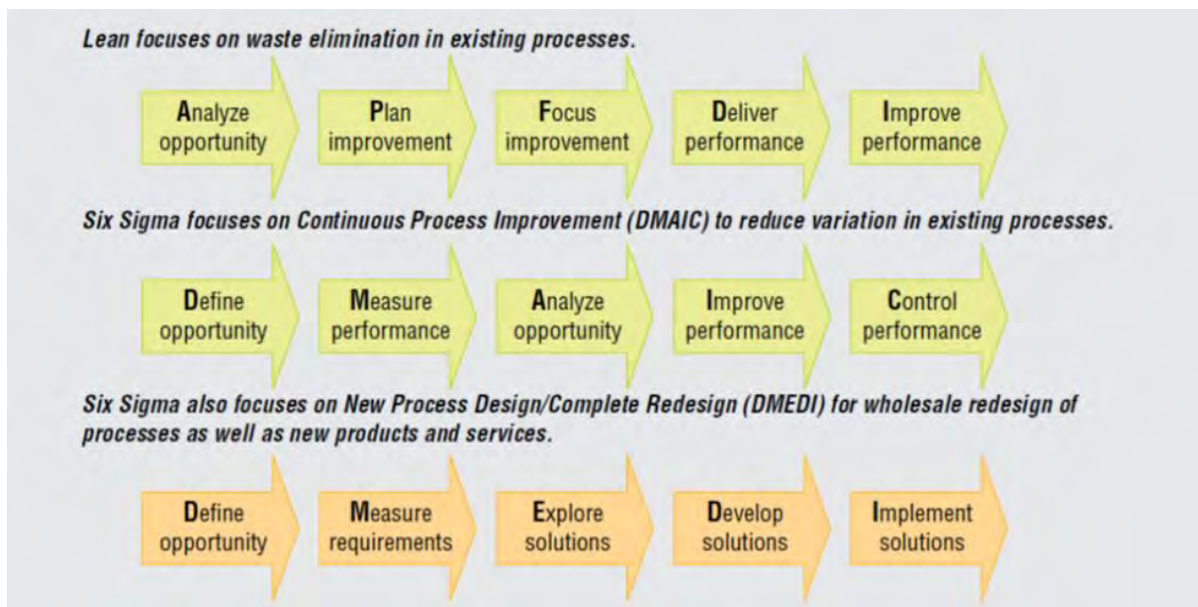 Lean focuses on waste elimination in existing processes.
Analyze opportunity
Plan improvement
Focus improvement
Deliver performance
Improve performance
Six Sigma focuses on Continuous Process Improvement (DMAIC) to reduce variation in existing processes.
Define opportunity
Measure performance
Analyze opportunity
Improve performance
Control performance
Six Sigma also focuses on New Process Design/Complete Redesign (DMEDI) for wholesale redesign of
processes as well as new products and services.
Define opportunity
Measure requirements
Explore solutions
Develop solutions
Implement solutions